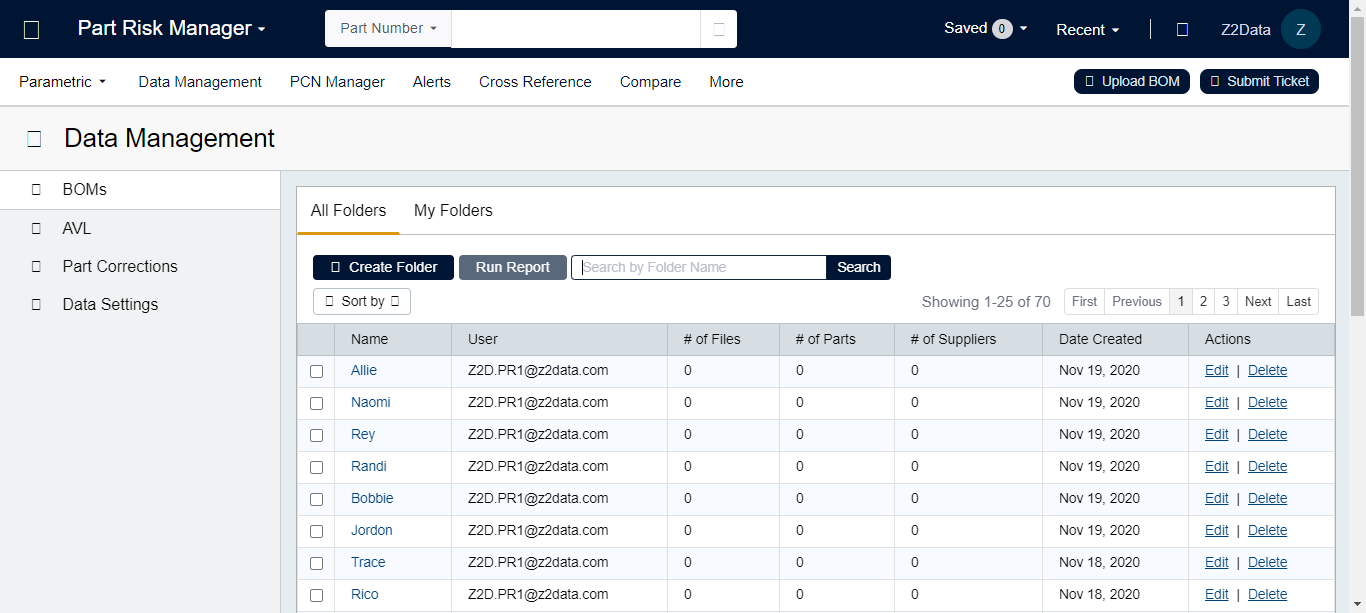 Part Risk Manager Part Number Saved 0 Recent Z2Data Z
Parametric Data Management PCN Manager Alerts Cross Reference Compare More Upload BOM Submit Ticket
Data Management
BOMs
AVL
Part Corrections
Data Settings
All Folders My Folders
Create Folder Run Report Search by Folder Name Search
Sort by Showing 1-25 of 70 First Previous 1 2 3 Next Last
Name User # of Files # of Parts # of Suppliers Date Created Actions
Allie Z2D.PR1@z2data.com 0 0 0 Nov 19, 2020 Edit | Delete
Naomi Z2D.PR1@z2data.com 0 0 0 Nov 19, 2020 Edit | Delete
Rey Z2D.PR1@z2data.com 0 0 0 Nov 19, 2020 Edit | Delete
Randi Z2D.PR1@z2data.com 0 0 0 Nov 19, 2020 Edit | Delete
Bobbie Z2D.PR1@z2data.com 0 0 0 Nov 19, 2020 Edit | Delete
Jordon Z2D.PR1@z2data.com 0 0 0 Nov 19, 2020 Edit | Delete
Trace Z2D.PR1@z2data.com 0 0 0 Nov 18, 2020 Edit | Delete
Rico Z2D.PR1@z2data.com 0 0 0 Nov 18, 2020 Edit | Delete